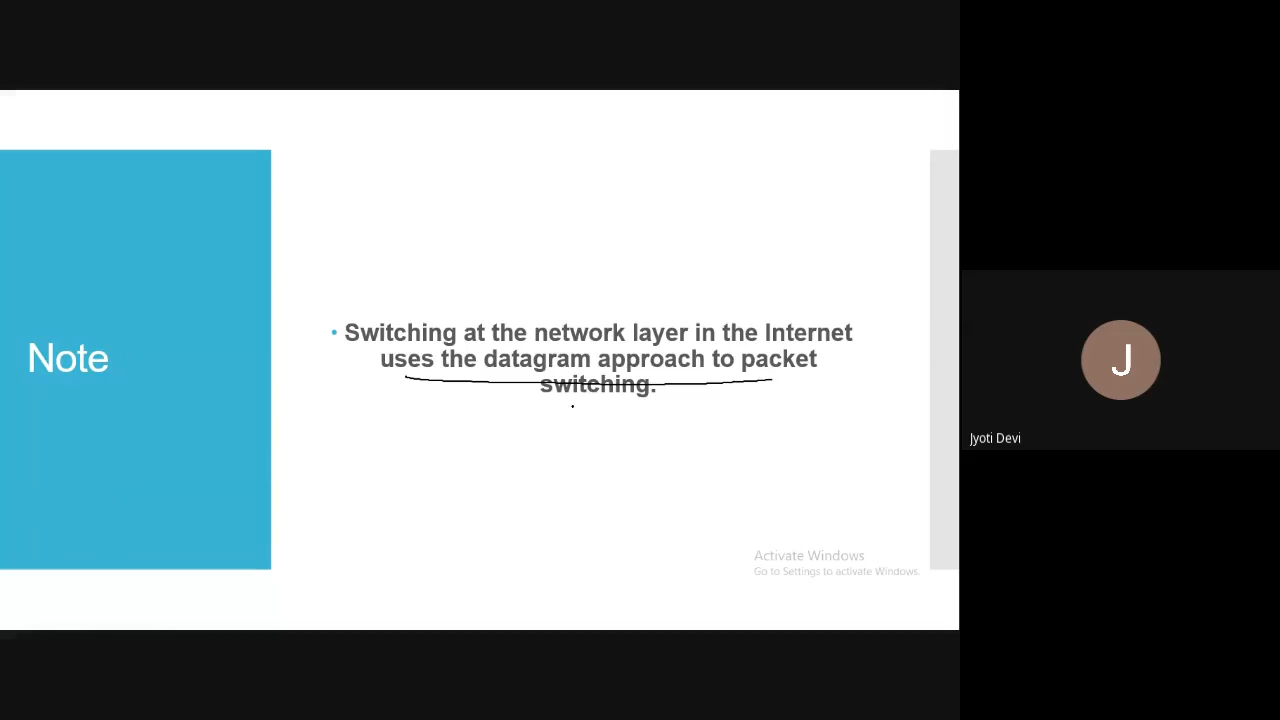 Note
• Switching at the network layer in the Internet
uses the datagram approach to packet
switching.
Activate Windows
Go to Settings to activate Windows.
J
Jyoti Devi